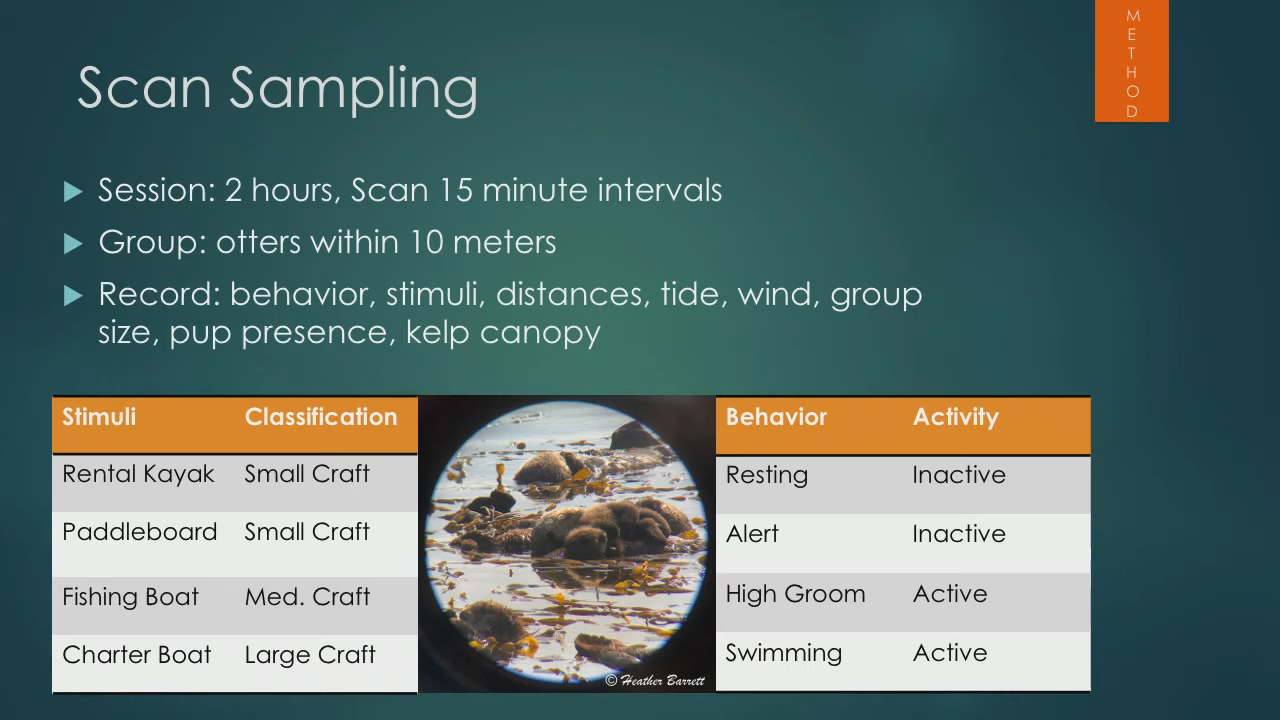 METHOD
Scan Sampling
Session: 2 hours, Scan 15 minute intervals
Group: otters within 10 meters
Record: behavior, stimuli, distances, tide, wind, group
size, pup presence, kelp canopy
Stimuli Classification
Rental Kayak Small Craft
Paddleboard Small Craft
Fishing Boat Med. Craft
Charter Boat Large Craft
© Heather Barrett
Behavior Activity
Resting Inactive
Alert Inactive
High Groom Active
Swimming Active